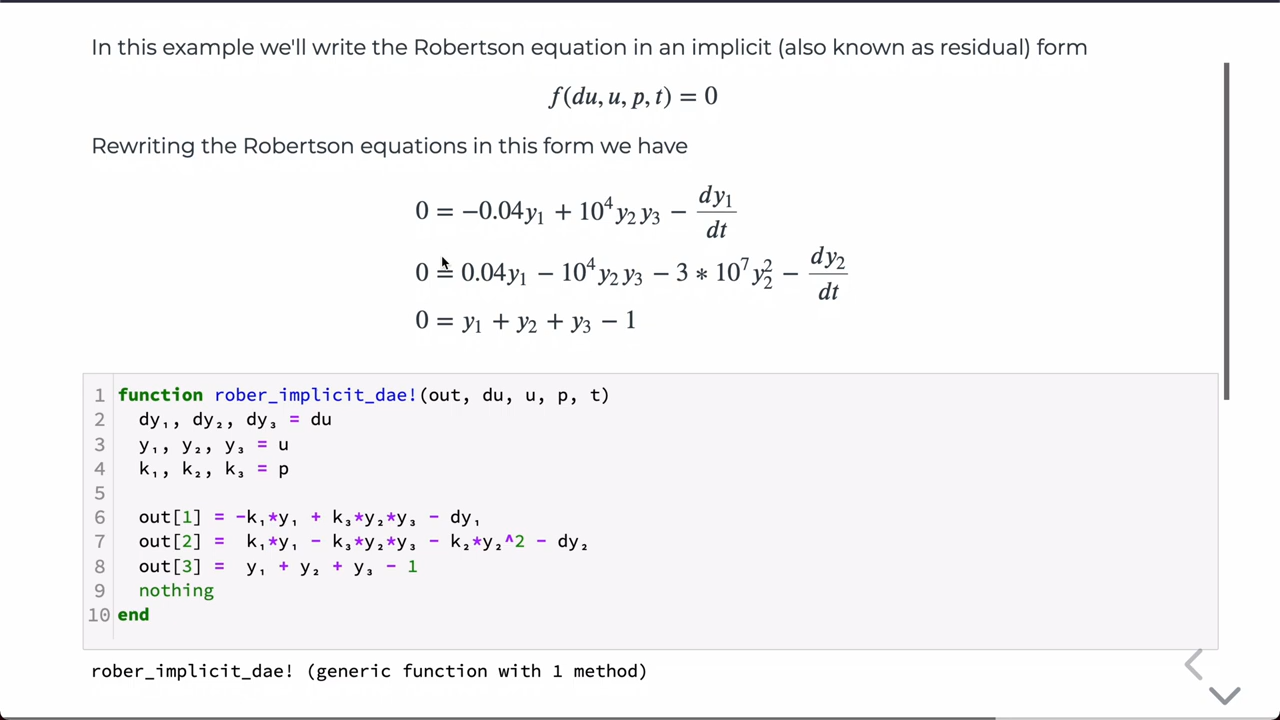 In this example we'll write the Robertson equation in an implicit (also known as residual) form
f(du, u, p, t) = 0
Rewriting the Robertson equations in this form we have
0 = −0.04y₁ + 10⁴y₂y₃ − dy₁/dt
0 = 0.04y₁ − 10⁴y₂y₃ − 3 * 10⁷y₂² − dy₂/dt
0 = y₁ + y₂ + y₃ − 1
1 function rober_implicit_dae!(out, du, u, p, t)
2 dy₁, dy₂, dy₃ = du
3 y₁, y₂, y₃ = u
4 k₁, k₂, k₃ = p
5
6 out[1] = -k₁*y₁ + k₃*y₂*y₃ - dy₁
7 out[2] = k₁*y₁ - k₃*y₂*y₃ - k₂*y₂^2 - dy₂
8 out[3] = y₁ + y₂ + y₃ - 1
9 nothing
10 end
rober_implicit_dae! (generic function with 1 method)